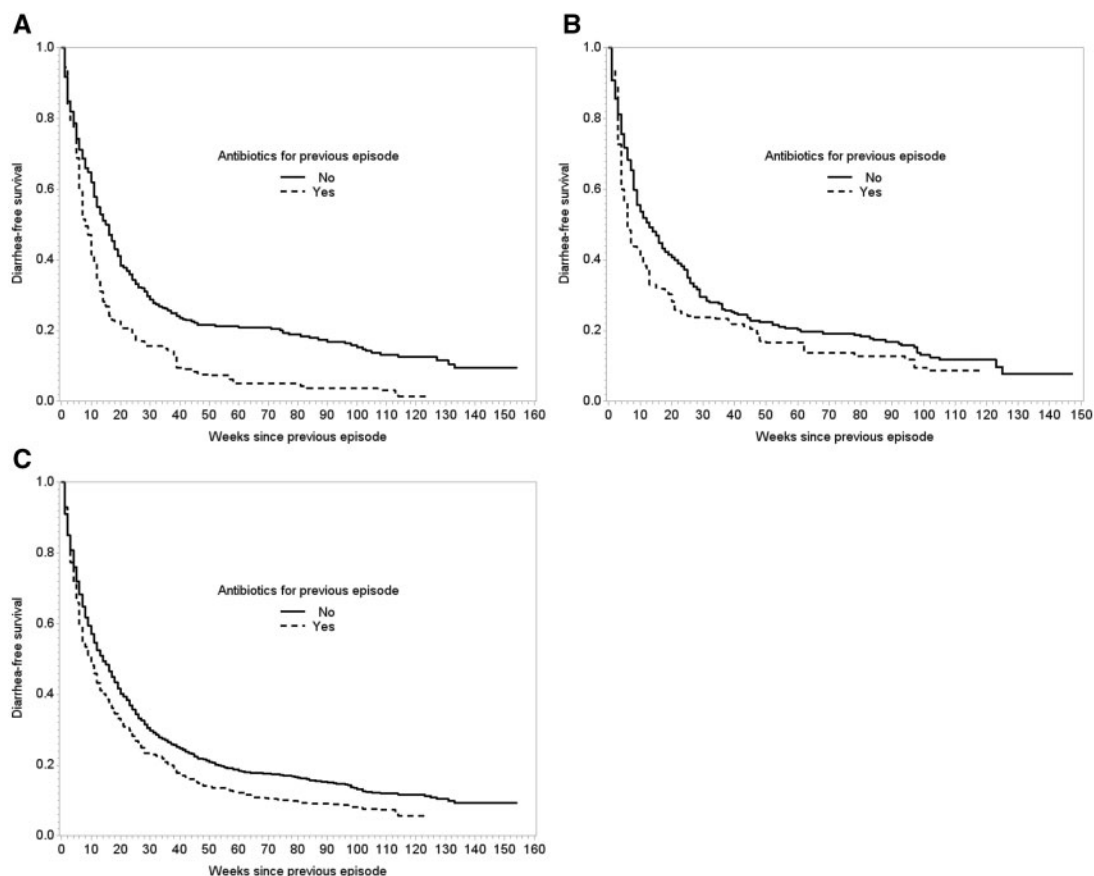 A
1.0
0.8
0.6
0.4
0.2
0.0
Diarrhea-free survival
Antibiotics for previous episode
No
Yes
0 10 20 30 40 50 60 70 80 90 100 110 120 130 140 150 160
Weeks since previous episode
B
1.0
0.8
0.6
0.4
0.2
0.0
Diarrhea-free survival
Antibiotics for previous episode
No
Yes
0 10 20 30 40 50 60 70 80 90 100 110 120 130 140 150
Weeks since previous episode
C
1.0
0.8
0.6
0.4
0.2
0.0
Diarrhea-free survival
Antibiotics for previous episode
No
Yes
0 10 20 30 40 50 60 70 80 90 100 110 120 130 140 150 160
Weeks since previous episode